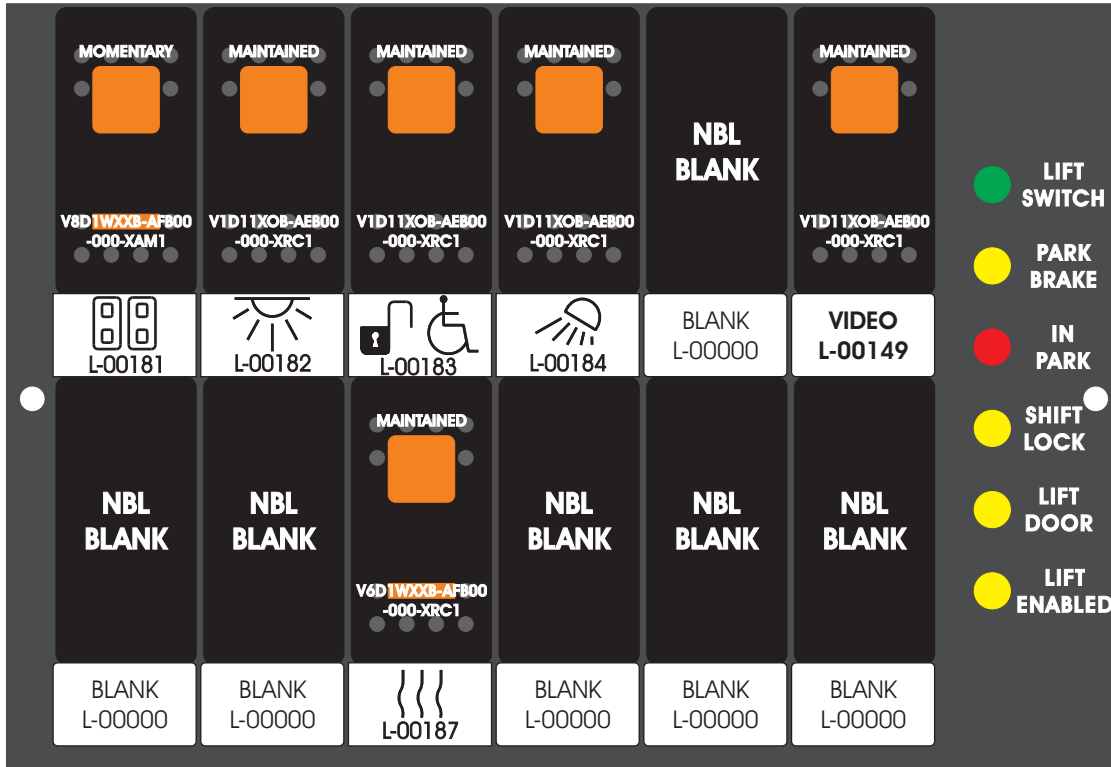 MOMENTARY
V8D1WXXB-AFB00
-000-XAM1
L-00181
MAINTAINED
V1D11XOB-AEB00
-000-XRC1
L-00182
MAINTAINED
V1D11XOB-AEB00
-000-XRC1
L-00183
MAINTAINED
V1D11XOB-AEB00
-000-XRC1
L-00184
NBL
BLANK
BLANK
L-00000
MAINTAINED
V1D11XOB-AEB00
-000-XRC1
VIDEO
L-00149
NBL
BLANK
BLANK
L-00000
NBL
BLANK
BLANK
L-00000
MAINTAINED
V6D1WXXB-AFB00
-000-XRC1
L-00187
NBL
BLANK
BLANK
L-00000
NBL
BLANK
BLANK
L-00000
NBL
BLANK
BLANK
L-00000
LIFT
SWITCH
PARK
BRAKE
IN
PARK
SHIFT
LOCK
LIFT
DOOR
LIFT
ENABLED